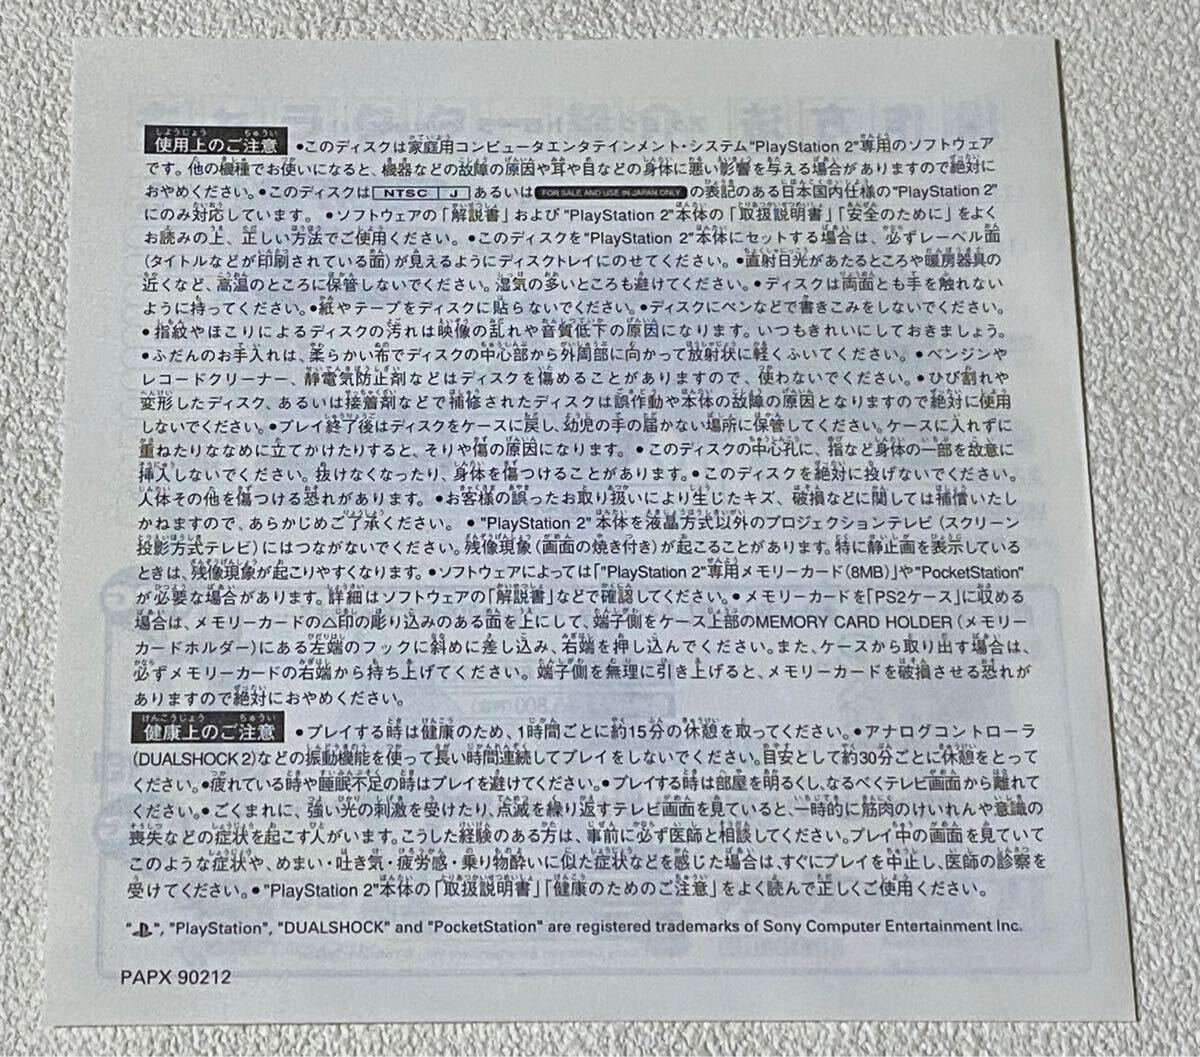 使用上のご注意 •このディスクは家庭用コンピュータエンタテインメント・システム"PlayStation 2"専用のソフトウェア
です。他の機種でお使いになると、機器などの故障の原因や耳や目などの身体に悪い影響を与える場合がありますので絶対に
おやめください。•このディスクは NTSC J あるいは FOR SALE AND USE IN JAPAN ONLY の表記のある日本国内仕様の"PlayStation 2"
にのみ対応しています。•ソフトウェアの「解説書」および"PlayStation 2"本体の「取扱説明書」「安全のために」をよく
お読みの上、正しい方法でご使用ください。•このディスクを"PlayStation 2"本体にセットする場合は、必ずレーベル面
(タイトルなどが印刷されている面)が見えるようにディスクトレイにのせてください。•直射日光があたるところや暖房器具の
近くなど、高温のところに保管しないでください。湿気の多いところも避けてください。•ディスクは両面とも手を触れない
ように持ってください。•紙やテープをディスクに貼らないでください。•ディスクにペンなどで書きこみをしないでください。
•指紋やほこりによるディスクの汚れは映像の乱れや音質低下の原因になります。いつもきれいにしておきましょう。
•ふだんのお手入れは、柔らかい布でディスクの中心部から外周部に向かって放射状に軽くふいてください。•ベンジンや
レコードクリーナー、静電気防止剤などはディスクを傷めることがありますので、使わないでください。•ひび割れや
変形したディスク、あるいは接着剤などで補修されたディスクは誤作動や本体の故障の原因となりますので絶対に使用
しないでください。•プレイ終了後はディスクをケースに戻し、幼児の手の届かない場所に保管してください。ケースに入れずに
重ねたりななめに立てかけたりすると、そりや傷の原因になります。•このディスクの中心孔に、指など身体の一部を故意に
挿入しないでください。抜けなくなったり、身体を傷つけることがあります。•このディスクを絶対に投げないでください。
人体その他を傷つける恐れがあります。•お客様の誤ったお取り扱いにより生じたキズ、破損などに関しては補償いたし
かねますので、あらかじめご了承ください。•"PlayStation 2"本体を液晶方式以外のプロジェクションテレビ(スクリーン
投影方式テレビ)にはつながないでください。残像現象(画面の焼き付き)が起こることがあります。特に静止画を表示している
ときは、残像現象が起こりやすくなります。•ソフトウェアによっては「"PlayStation 2"専用メモリーカード(8MB)」や"PocketStation"
が必要な場合があります。詳細はソフトウェアの「解説書」などで確認してください。•メモリーカードを「PS2ケース」に収める
場合は、メモリーカードの△印の彫り込みのある面を上にして、端子側をケース上部のMEMORY CARD HOLDER(メモリー
カードホルダー)にある左端のフックに斜めに差し込み、右端を押し込んでください。また、ケースから取り出す場合は、
必ずメモリーカードの右端から持ち上げてください。端子側を無理に引き上げると、メモリーカードを破損させる恐れが
ありますので絶対におやめください。
健康上のご注意 •プレイする時は健康のため、1時間ごとに約15分の休憩を取ってください。•アナログコントローラ
(DUALSHOCK 2)などの振動機能を使って長い時間連続してプレイをしないでください。目安として約30分ごとに休憩をとって
ください。•疲れている時や睡眠不足の時はプレイを避けてください。•プレイする時は部屋を明るくし、なるべくテレビ画面から離れて
ください。•ごくまれに、強い光の刺激を受けたり、点滅を繰り返すテレビ画面を見ていると、一時的に筋肉のけいれんや意識の
喪失などの症状を起こす人がいます。こうした経験のある方は、事前に必ず医師と相談してください。プレイ中の画面を見ていて
このような症状や、めまい・吐き気・疲労感・乗り物酔いに似た症状などを感じた場合は、すぐにプレイを中止し、医師の診察を
受けてください。•"PlayStation 2"本体の「取扱説明書」「健康のためのご注意」をよく読んで正しくご使用ください。
" ", "PlayStation", "DUALSHOCK" and "PocketStation" are registered trademarks of Sony Computer Entertainment Inc.
PAPX 90212